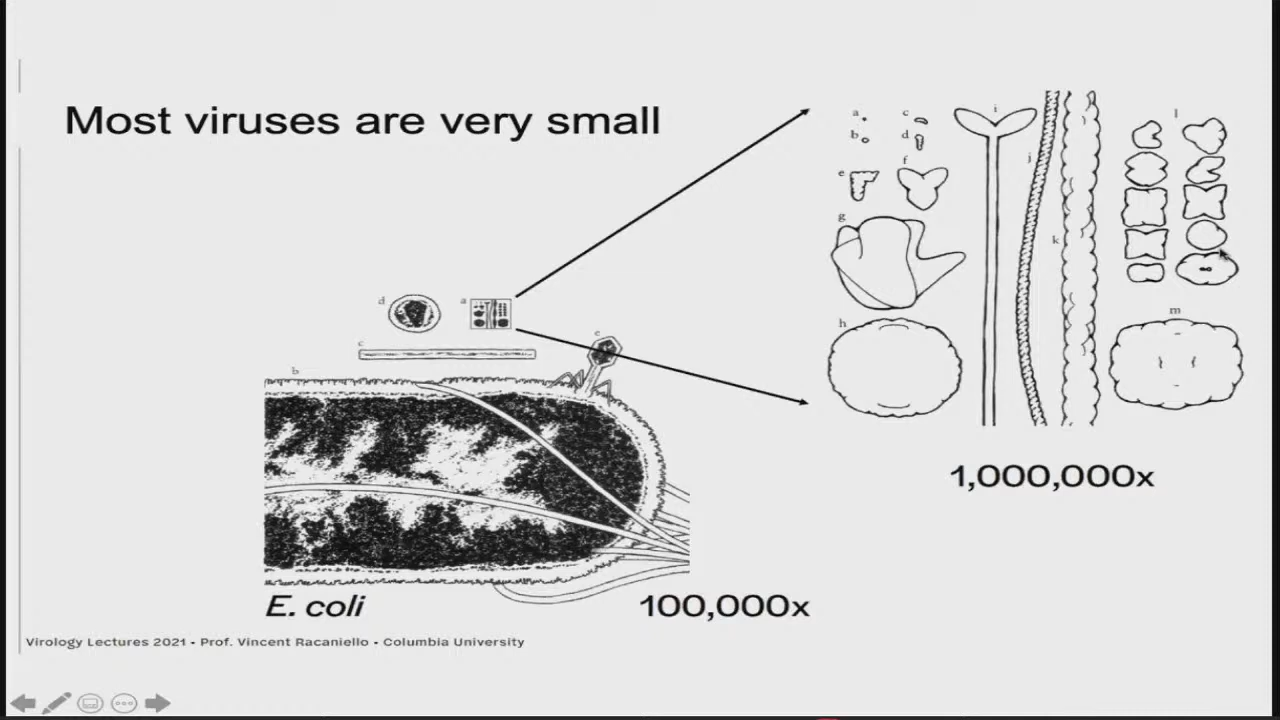 Most viruses are very small
a
c
i
l
b
d
f
j
e
g
k
d
a
c
e
h
m
b
1,000,000x
E. coli
100,000x
Virology Lectures 2021 • Prof. Vincent Racaniello • Columbia University